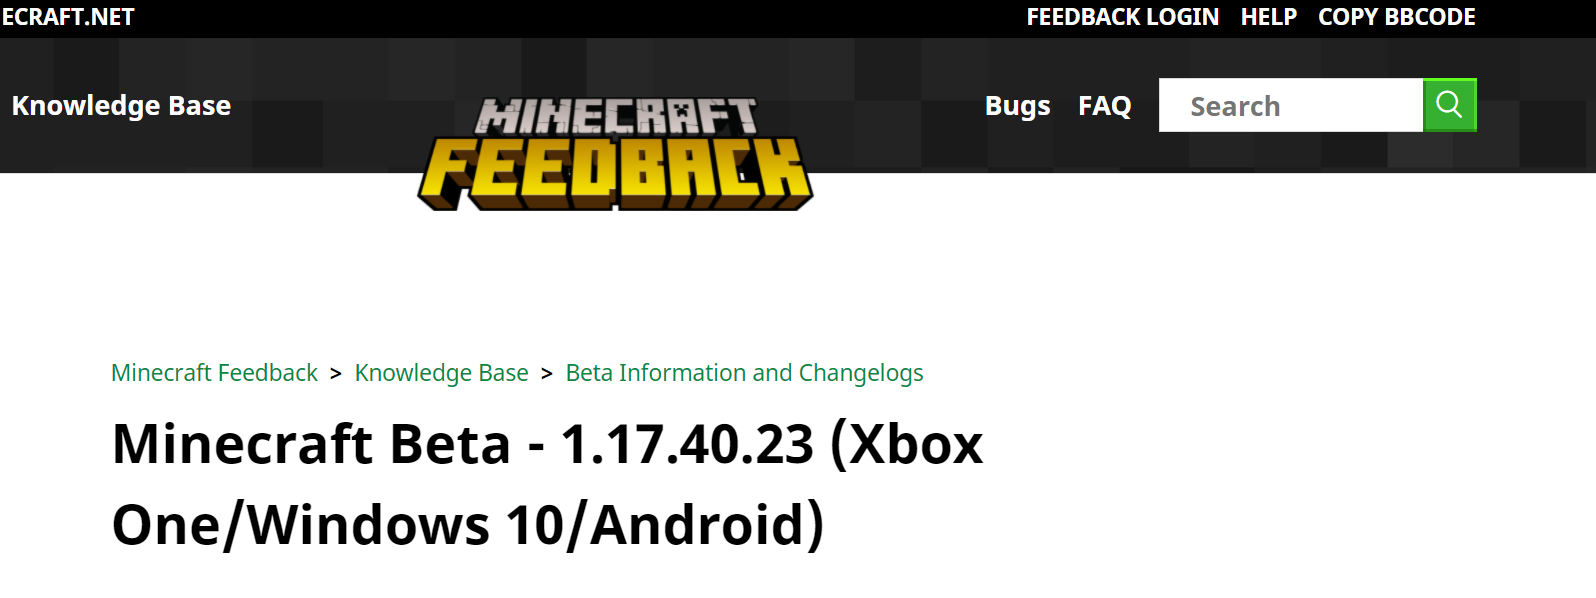 ECRAFT.NET
FEEDBACK LOGIN HELP COPY BBCODE
Knowledge Base
MINECRAFT
FEEDBACK
Bugs FAQ Search
Minecraft Feedback > Knowledge Base > Beta Information and Changelogs
Minecraft Beta - 1.17.40.23 (Xbox
One/Windows 10/Android)